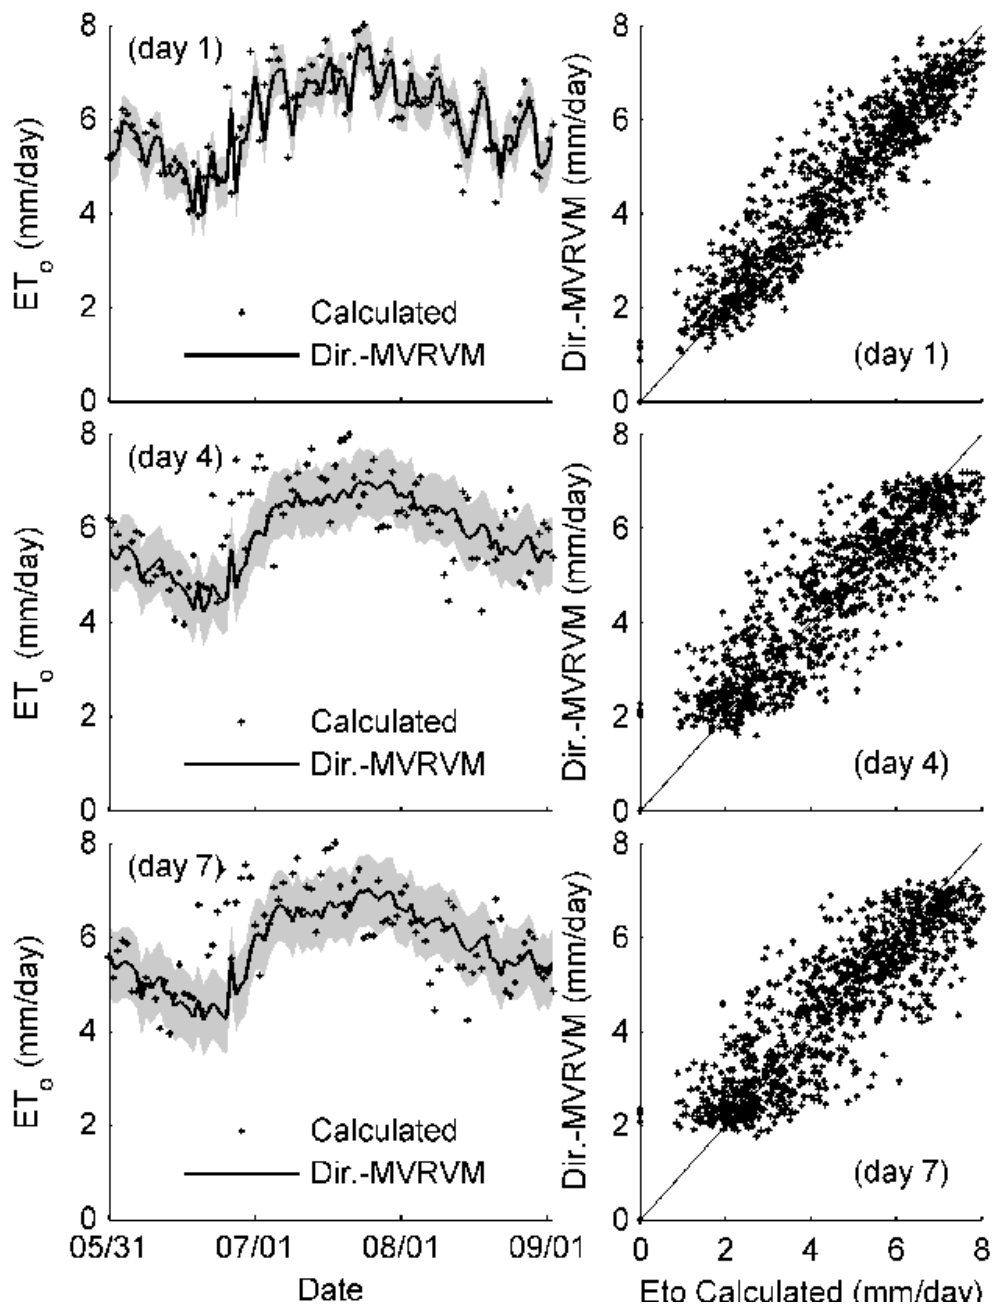 8
(day 1)
6
ET_o (mm/day)
4
2
Calculated
Dir.-MVRVM
0
8
6
Dir.-MVRVM (mm/day)
4
2
(day 1)
0
8
(day 4)
6
ET_o (mm/day)
4
2
Calculated
Dir.-MVRVM
0
8
6
Dir.-MVRVM (mm/day)
4
2
(day 4)
0
8
(day 7)
6
ET_o (mm/day)
4
2
Calculated
Dir.-MVRVM
0
05/31 07/01 08/01 09/01
Date
8
6
Dir.-MVRVM (mm/day)
4
2
(day 7)
0
0 2 4 6 8
Eto Calculated (mm/day)